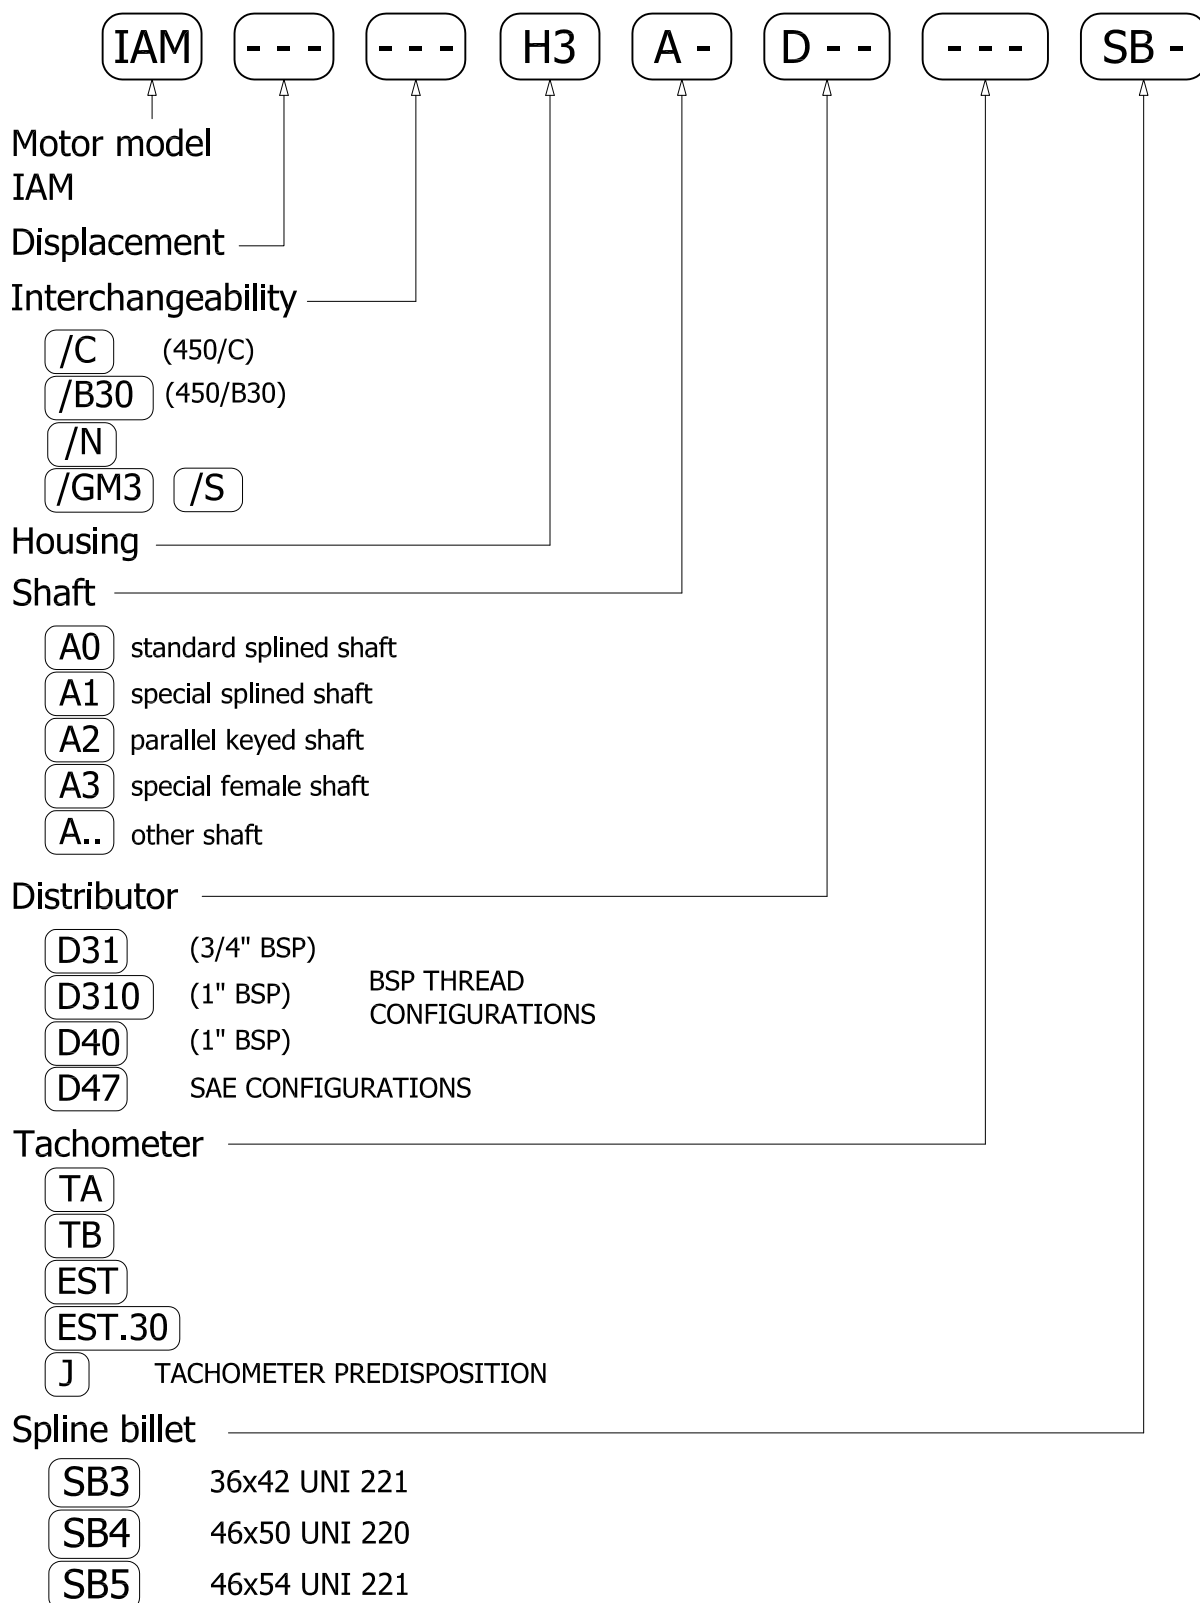 IAM - - - - - - H3 A - D - - - - - SB -
Motor model
IAM
Displacement
Interchangeability
/C (450/C)
/B30 (450/B30)
/N
/GM3 /S
Housing
Shaft
A0 standard splined shaft
A1 special splined shaft
A2 parallel keyed shaft
A3 special female shaft
A.. other shaft
Distributor
D31 (3/4" BSP)
D310 (1" BSP) BSP THREAD
CONFIGURATIONS
D40 (1" BSP)
D47 SAE CONFIGURATIONS
Tachometer
TA
TB
EST
EST.30
J TACHOMETER PREDISPOSITION
Spline billet
SB3 36x42 UNI 221
SB4 46x50 UNI 220
SB5 46x54 UNI 221